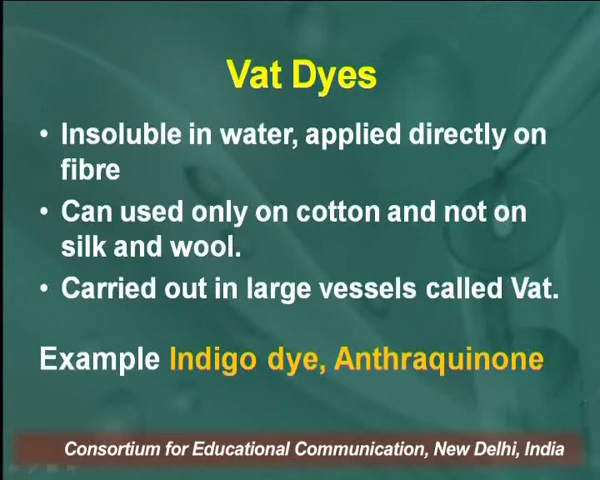 Vat Dyes
• Insoluble in water, applied directly on
fibre
• Can used only on cotton and not on
silk and wool.
• Carried out in large vessels called Vat.
Example Indigo dye, Anthraquinone
Consortium for Educational Communication, New Delhi, India